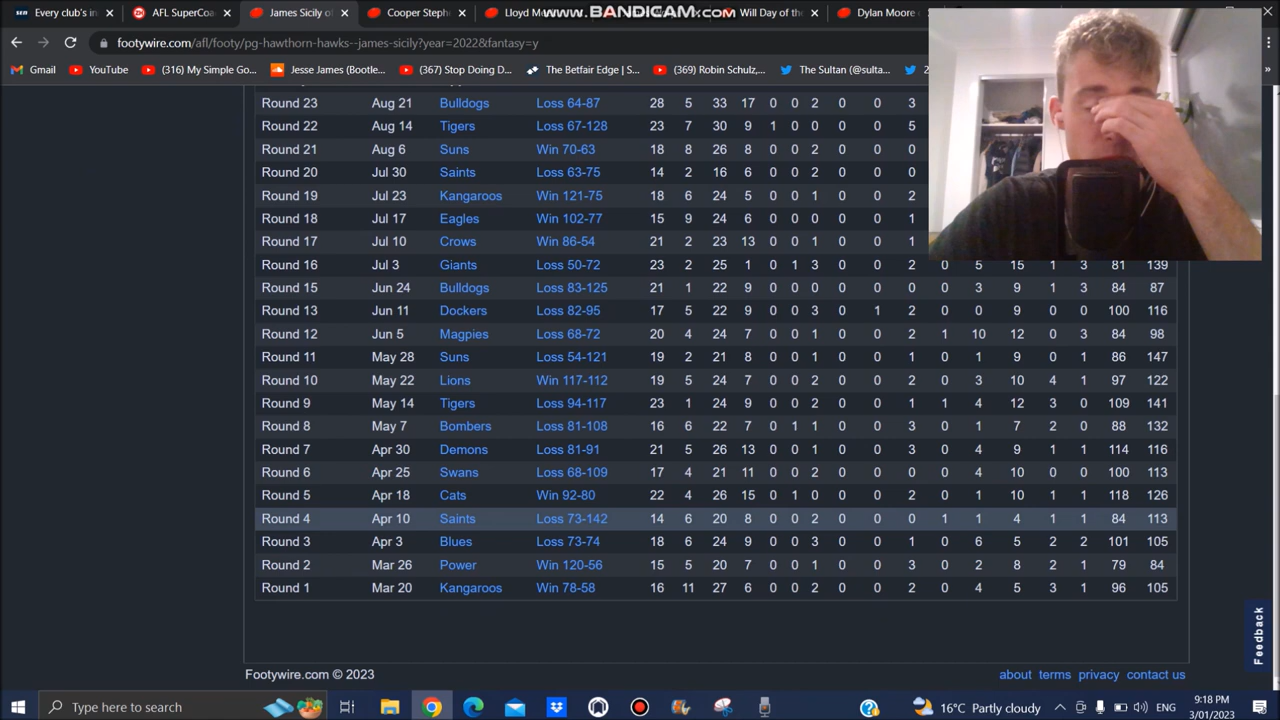 Every club's in
AFL SuperCoa
James Sicily of
Cooper Steph
Lloyd M
www.BANDICAM.com
Will Day of the
Dylan Moore
footywire.com/afl/footy/pg-hawthorn-hawks--james-sicily?year=2022&fantasy=y
Gmail
YouTube
(316) My Simple Go...
Jesse James (Bootle...
(367) Stop Doing D...
The Betfair Edge | S...
(369) Robin Schulz,...
The Sultan (@sulta...
2
Round 23 Aug 21 Bulldogs Loss 64-87 28 5 33 17 0 0 2 0 0 3
Round 22 Aug 14 Tigers Loss 67-128 23 7 30 9 1 0 0 0 0 5
Round 21 Aug 6 Suns Win 70-63 18 8 26 8 0 0 2 0 0 0
Round 20 Jul 30 Saints Loss 63-75 14 2 16 6 0 0 2 0 0
Round 19 Jul 23 Kangaroos Win 121-75 18 6 24 5 0 0 1 0 0 2
Round 18 Jul 17 Eagles Win 102-77 15 9 24 6 0 0 0 0 0 1
Round 17 Jul 10 Crows Win 86-54 21 2 23 13 0 0 1 0 0 1
Round 16 Jul 3 Giants Loss 50-72 23 2 25 1 0 1 3 0 0 2 0 5 15 1 3 81 139
Round 15 Jun 24 Bulldogs Loss 83-125 21 1 22 9 0 0 0 0 0 0 0 3 9 1 3 84 87
Round 13 Jun 11 Dockers Loss 82-95 17 5 22 9 0 0 3 0 1 2 0 0 9 0 0 100 116
Round 12 Jun 5 Magpies Loss 68-72 20 4 24 7 0 0 1 0 0 2 1 10 12 0 3 84 98
Round 11 May 28 Suns Loss 54-121 19 2 21 8 0 0 1 0 0 1 0 1 9 0 1 86 147
Round 10 May 22 Lions Win 117-112 19 5 24 7 0 0 2 0 0 2 0 3 10 4 1 97 122
Round 9 May 14 Tigers Loss 94-117 23 1 24 9 0 0 2 0 0 1 1 4 12 3 0 109 141
Round 8 May 7 Bombers Loss 81-108 16 6 22 7 0 1 1 0 0 3 0 1 7 2 0 88 132
Round 7 Apr 30 Demons Loss 81-91 21 5 26 13 0 0 1 0 0 3 0 4 9 1 1 114 116
Round 6 Apr 25 Swans Loss 68-109 17 4 21 11 0 0 2 0 0 0 0 4 10 0 0 100 113
Round 5 Apr 18 Cats Win 92-80 22 4 26 15 0 1 0 0 0 2 0 1 10 1 1 118 126
Round 4 Apr 10 Saints Loss 73-142 14 6 20 8 0 0 2 0 0 0 1 1 4 1 1 84 113
Round 3 Apr 3 Blues Loss 73-74 18 6 24 9 0 0 3 0 0 1 0 6 5 2 2 101 105
Round 2 Mar 26 Power Win 120-56 15 5 20 7 0 0 1 0 0 3 0 2 8 2 1 79 84
Round 1 Mar 20 Kangaroos Win 78-58 16 11 27 6 0 0 2 0 0 2 0 4 5 3 1 96 105
Feedback
Footywire.com © 2023
about terms privacy contact us
Type here to search
16°C Partly cloudy
ENG
9:18 PM
3/01/2023